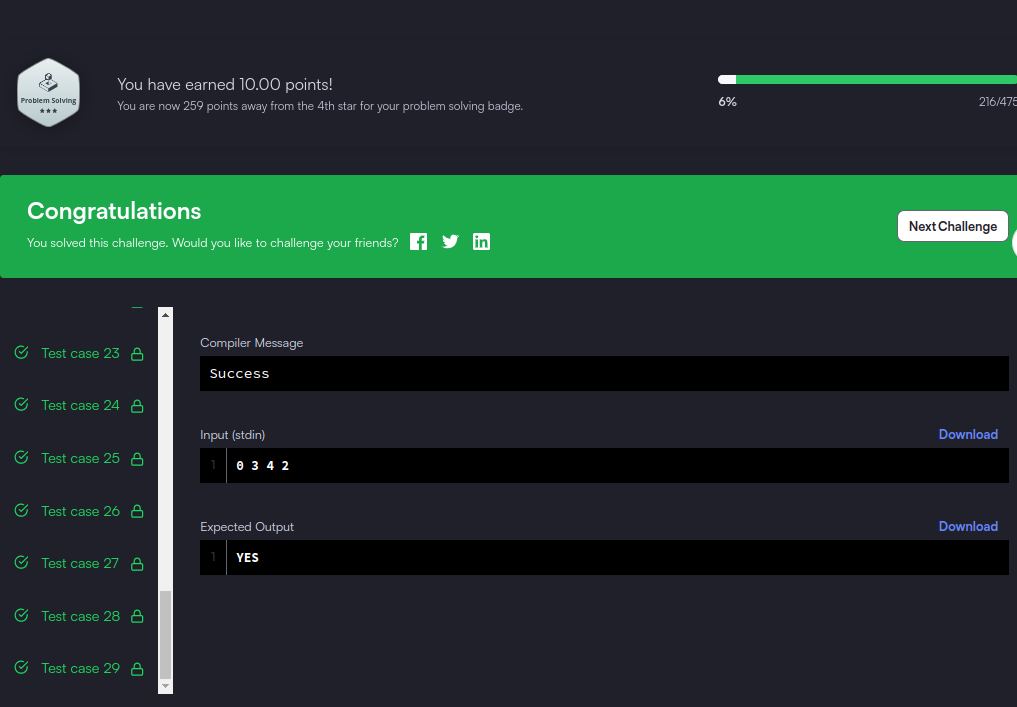 Problem Solving
★★★
You have earned 10.00 points!
You are now 259 points away from the 4th star for your problem solving badge.
6%
216/475
Congratulations
You solved this challenge. Would you like to challenge your friends?
Next Challenge
Test case 23
Test case 24
Test case 25
Test case 26
Test case 27
Test case 28
Test case 29
Compiler Message
Success
Input (stdin)
Download
1 0 3 4 2
Expected Output
Download
1 YES